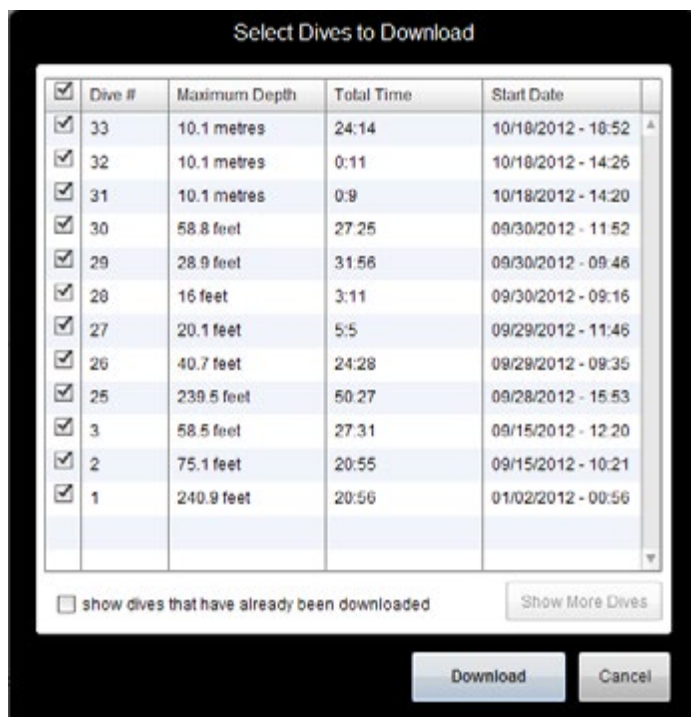 Select Dives to Download
Dive # Maximum Depth Total Time Start Date
33 10.1 metres 24:14 10/18/2012 - 18:52
32 10.1 metres 0:11 10/18/2012 - 14:26
31 10.1 metres 0:9 10/18/2012 - 14:20
30 58.8 feet 27:25 09/30/2012 - 11:52
29 28.9 feet 31:56 09/30/2012 - 09:46
28 16 feet 3:11 09/30/2012 - 09:16
27 20.1 feet 5:5 09/29/2012 - 11:46
26 40.7 feet 24:28 09/29/2012 - 09:35
25 239.5 feet 50:27 09/28/2012 - 15:53
3 58.5 feet 27:31 09/15/2012 - 12:20
2 75.1 feet 20:55 09/15/2012 - 10:21
1 240.9 feet 20:56 01/02/2012 - 00:56
show dives that have already been downloaded Show More Dives
Download Cancel